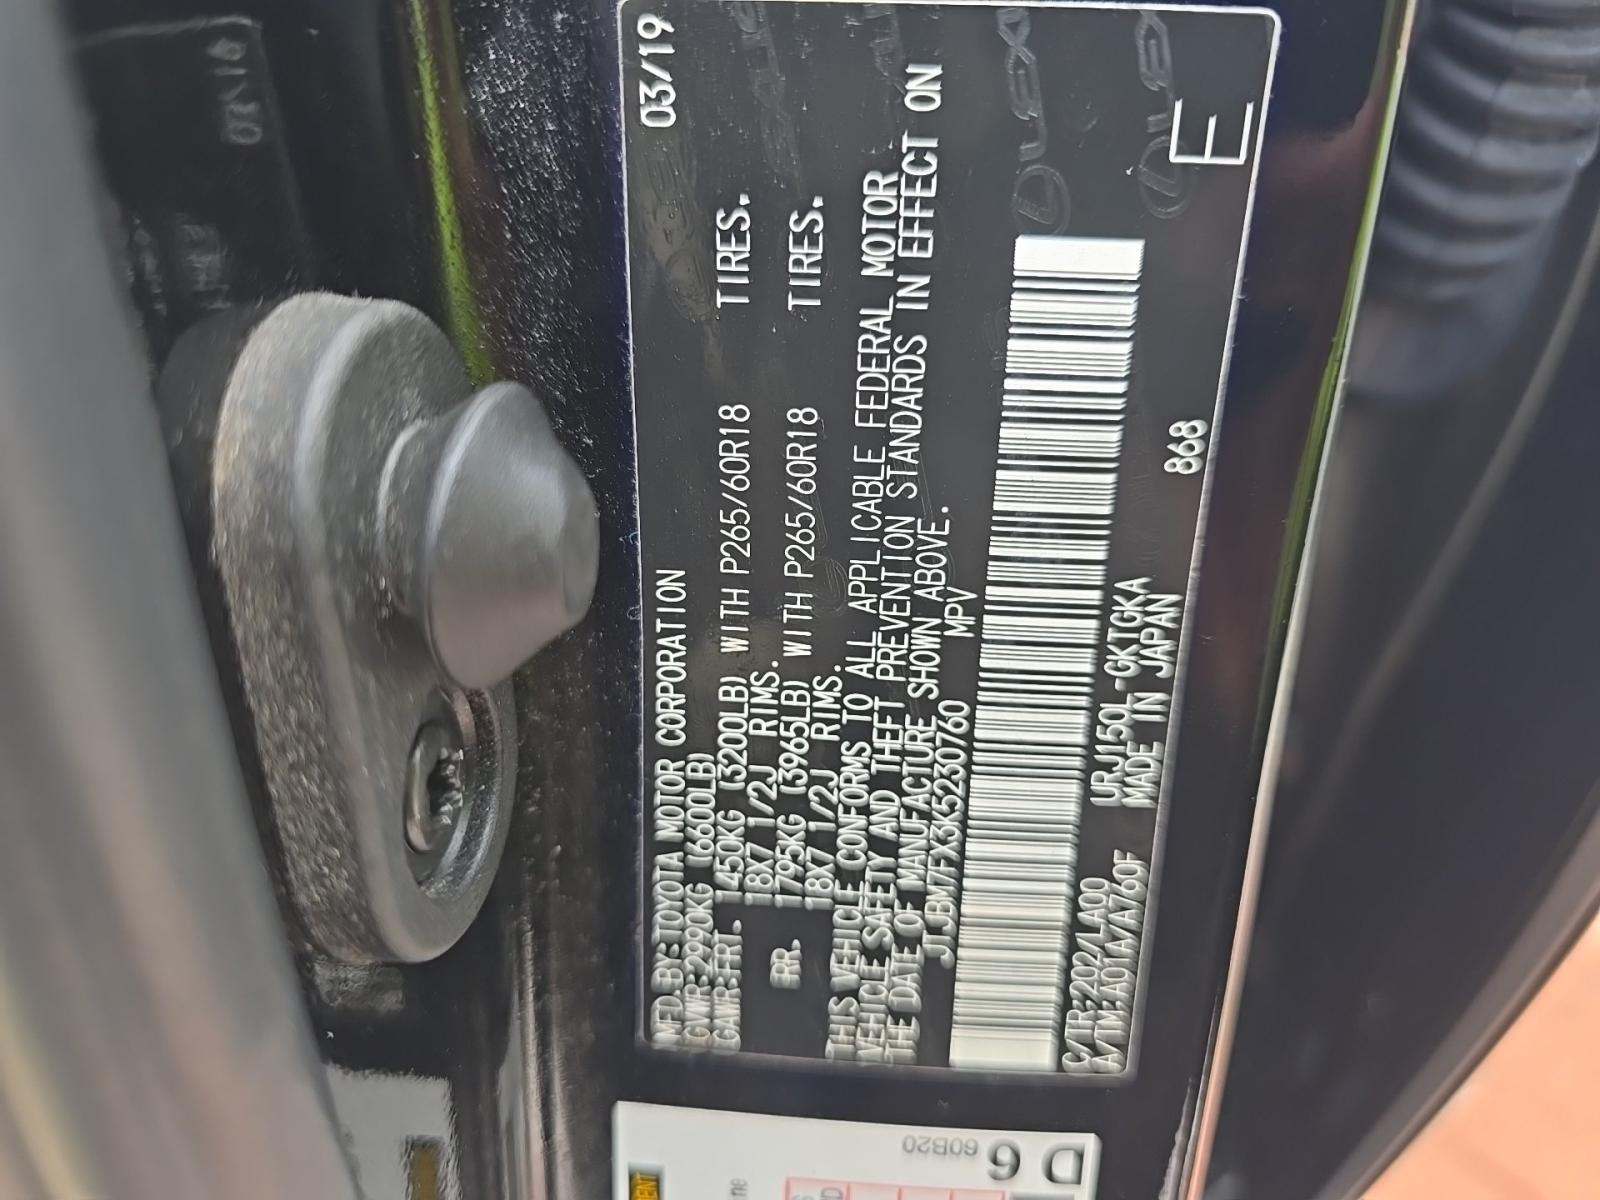 MFD BY: TOYOTA MOTOR CORPORATION 03/19
GVWR: 2990KG (6600LB)
GAWR: FRT. 1450KG (3200LB) WITH P265/60R18 TIRES.
18X7 1/2J RIMS.
RR. 1795KG (3965LB) WITH P265/60R18 TIRES.
18X7 1/2J RIMS.
THIS VEHICLE CONFORMS TO ALL APPLICABLE FEDERAL MOTOR
VEHICLE SAFETY AND THEFT PREVENTION STANDARDS IN EFFECT ON
THE DATE OF MANUFACTURE SHOWN ABOVE.
JTJBM7FX3K5230760 MPV
LEXUS
C/TR: 202/LA00 URJ150L-GKTGKA 868
A/TM: A01A/A760F MADE IN JAPAN
E
60B20
D 6